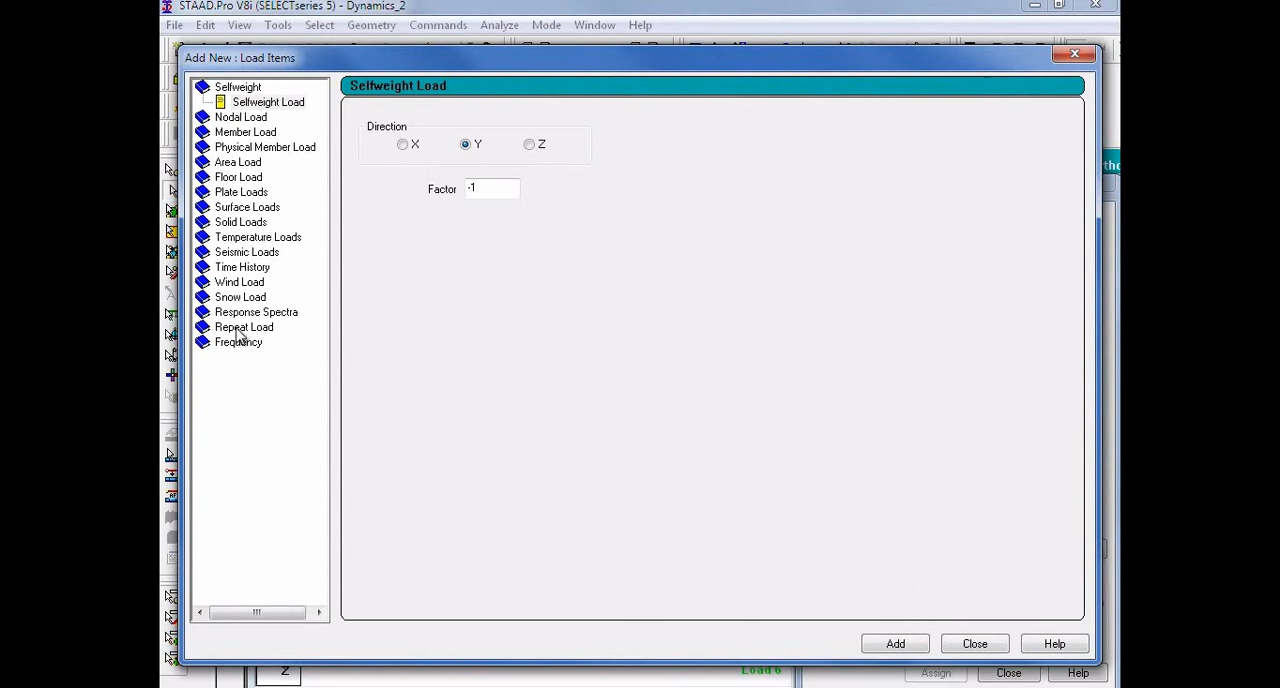 STAAD.Pro V8i (SELECTseries 5) - Dynamics_2
File Edit View Tools Select Geometry Commands Analyze Mode Window Help
Add New : Load Items
Selfweight
Selfweight Load
Nodal Load
Member Load
Physical Member Load
Area Load
Floor Load
Plate Loads
Surface Loads
Solid Loads
Temperature Loads
Seismic Loads
Time History
Wind Load
Snow Load
Response Spectra
Repeat Load
Frequency
Selfweight Load
Direction
X Y Z
Factor -1
Add Close Help
Z Load 6
Assign Close Help